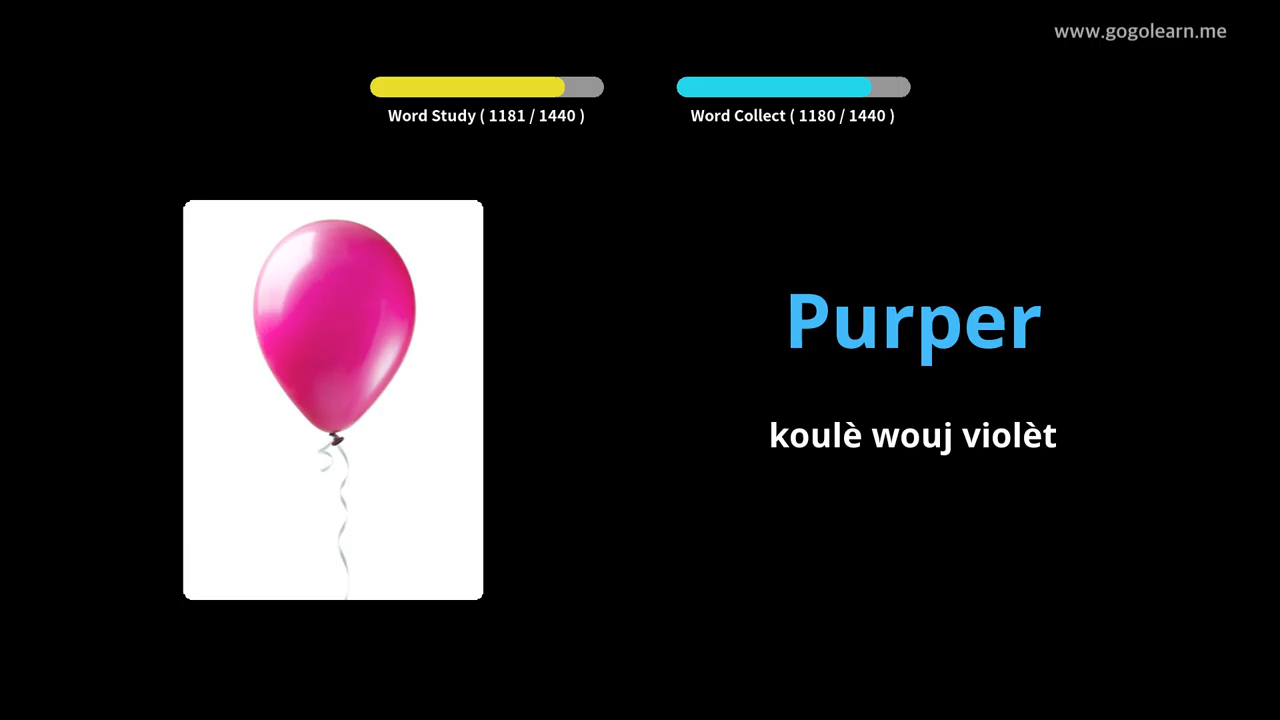 www.gogolearn.me
Word Study ( 1181 / 1440 )
Word Collect ( 1180 / 1440 )
Purper
koulè wouj violèt